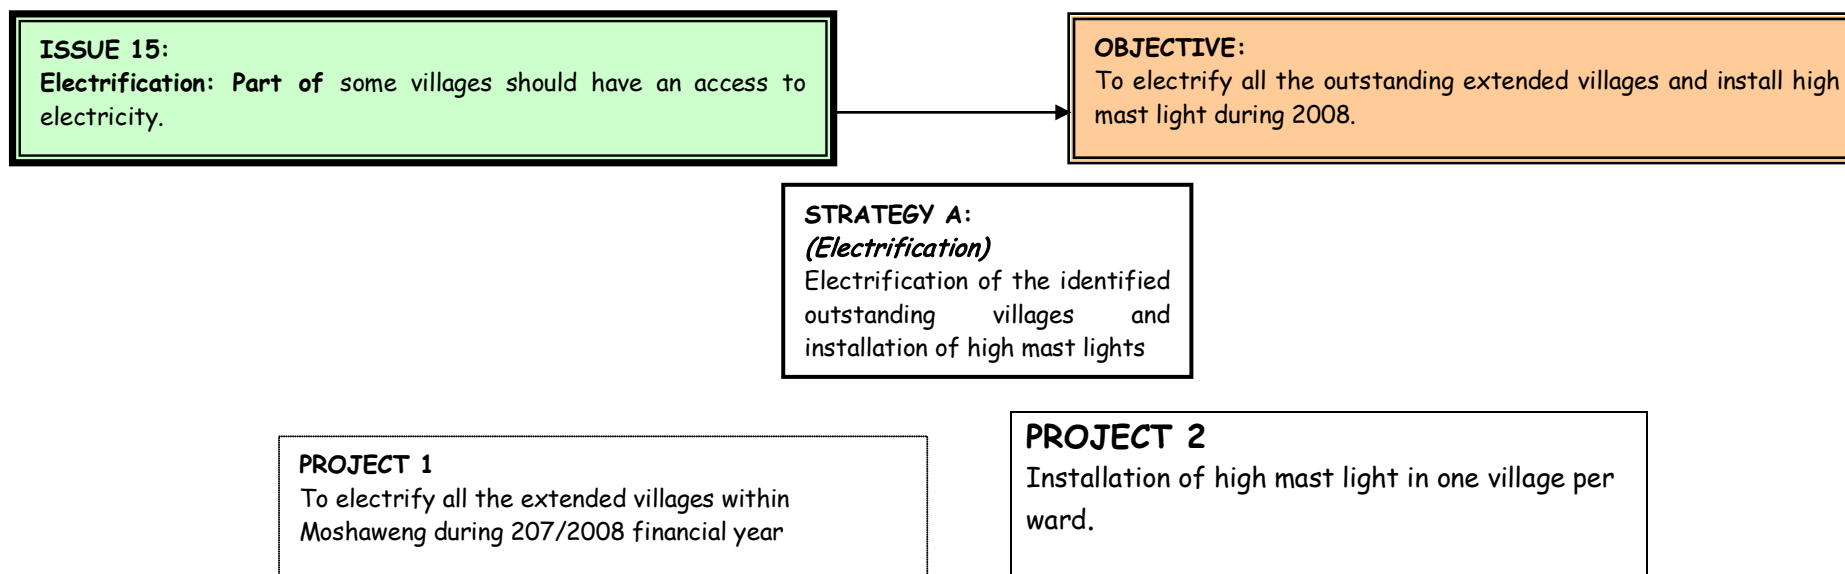 ISSUE 15:
Electrification: Part of some villages should have an access to
electricity.
OBJECTIVE:
To electrify all the outstanding extended villages and install high
mast light during 2008.
STRATEGY A:
(Electrification)
Electrification of the identified
outstanding villages and
installation of high mast lights
PROJECT 1
To electrify all the extended villages within
Moshaweng during 207/2008 financial year
PROJECT 2
Installation of high mast light in one village per
ward.